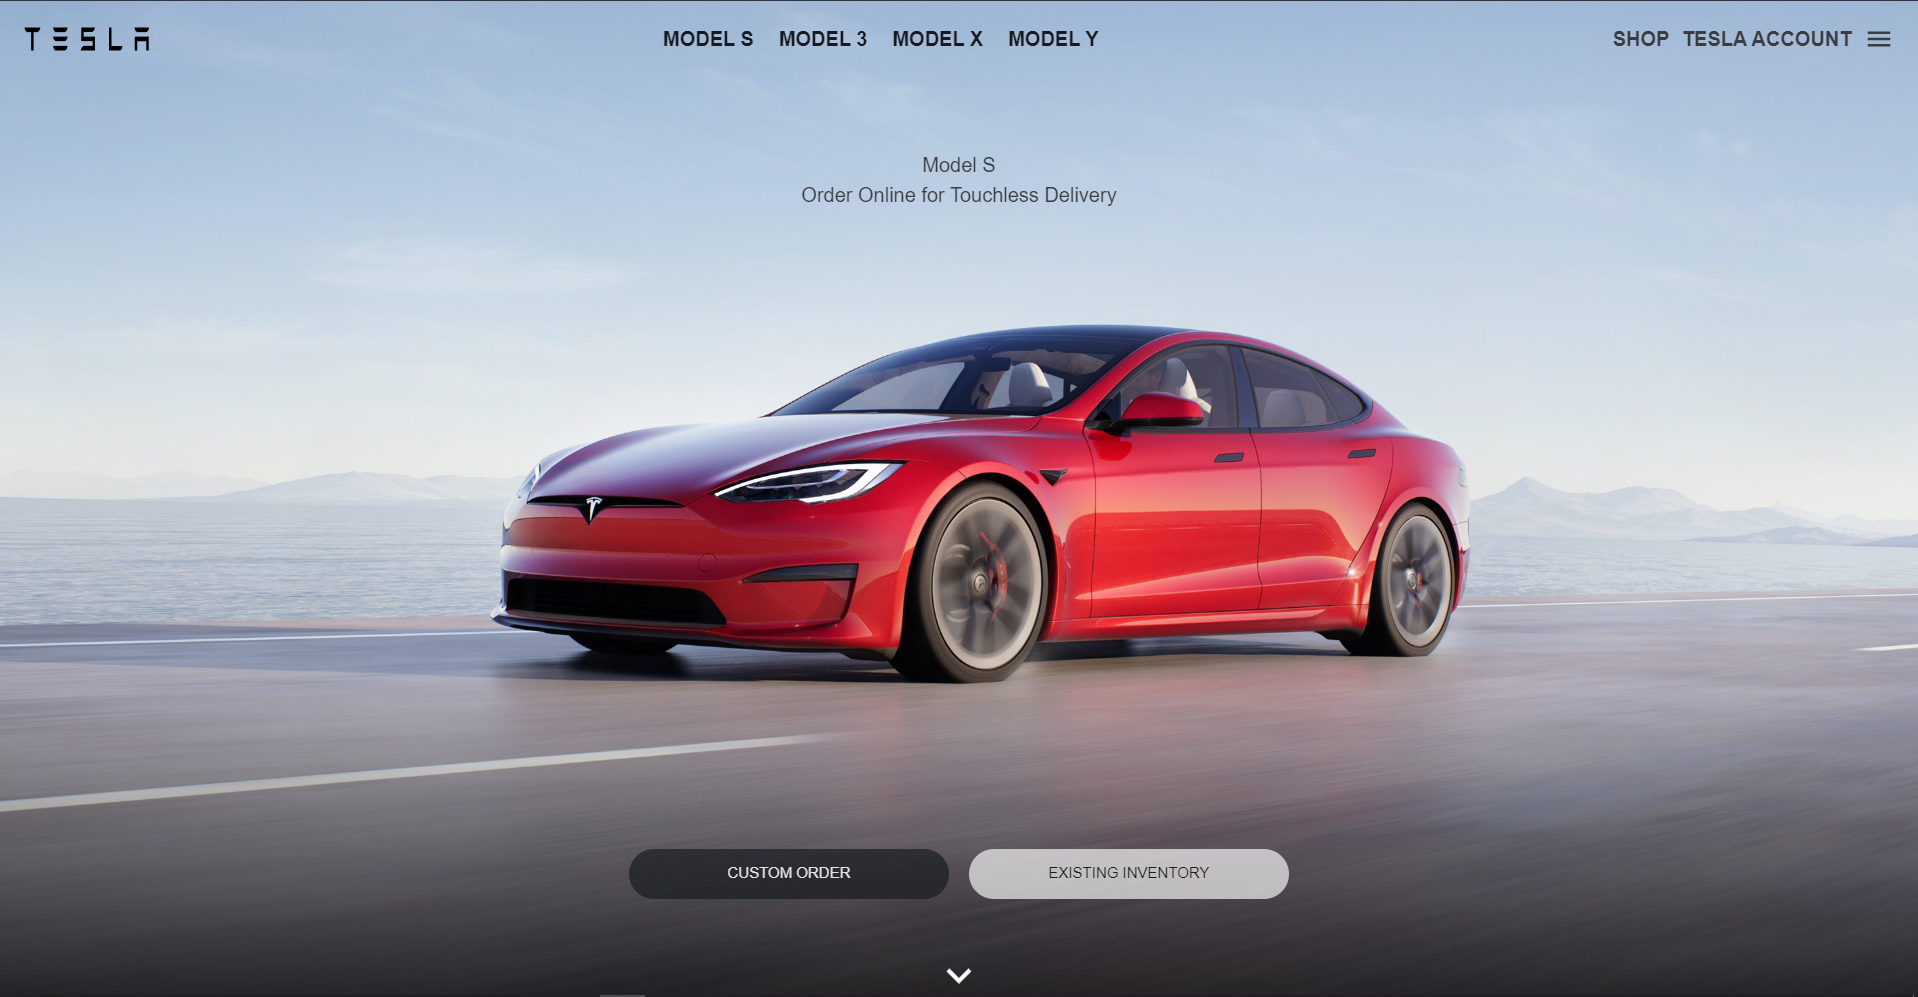 TESLA
MODEL S MODEL 3 MODEL X MODEL Y
SHOP TESLA ACCOUNT
Model S
Order Online for Touchless Delivery
CUSTOM ORDER
EXISTING INVENTORY